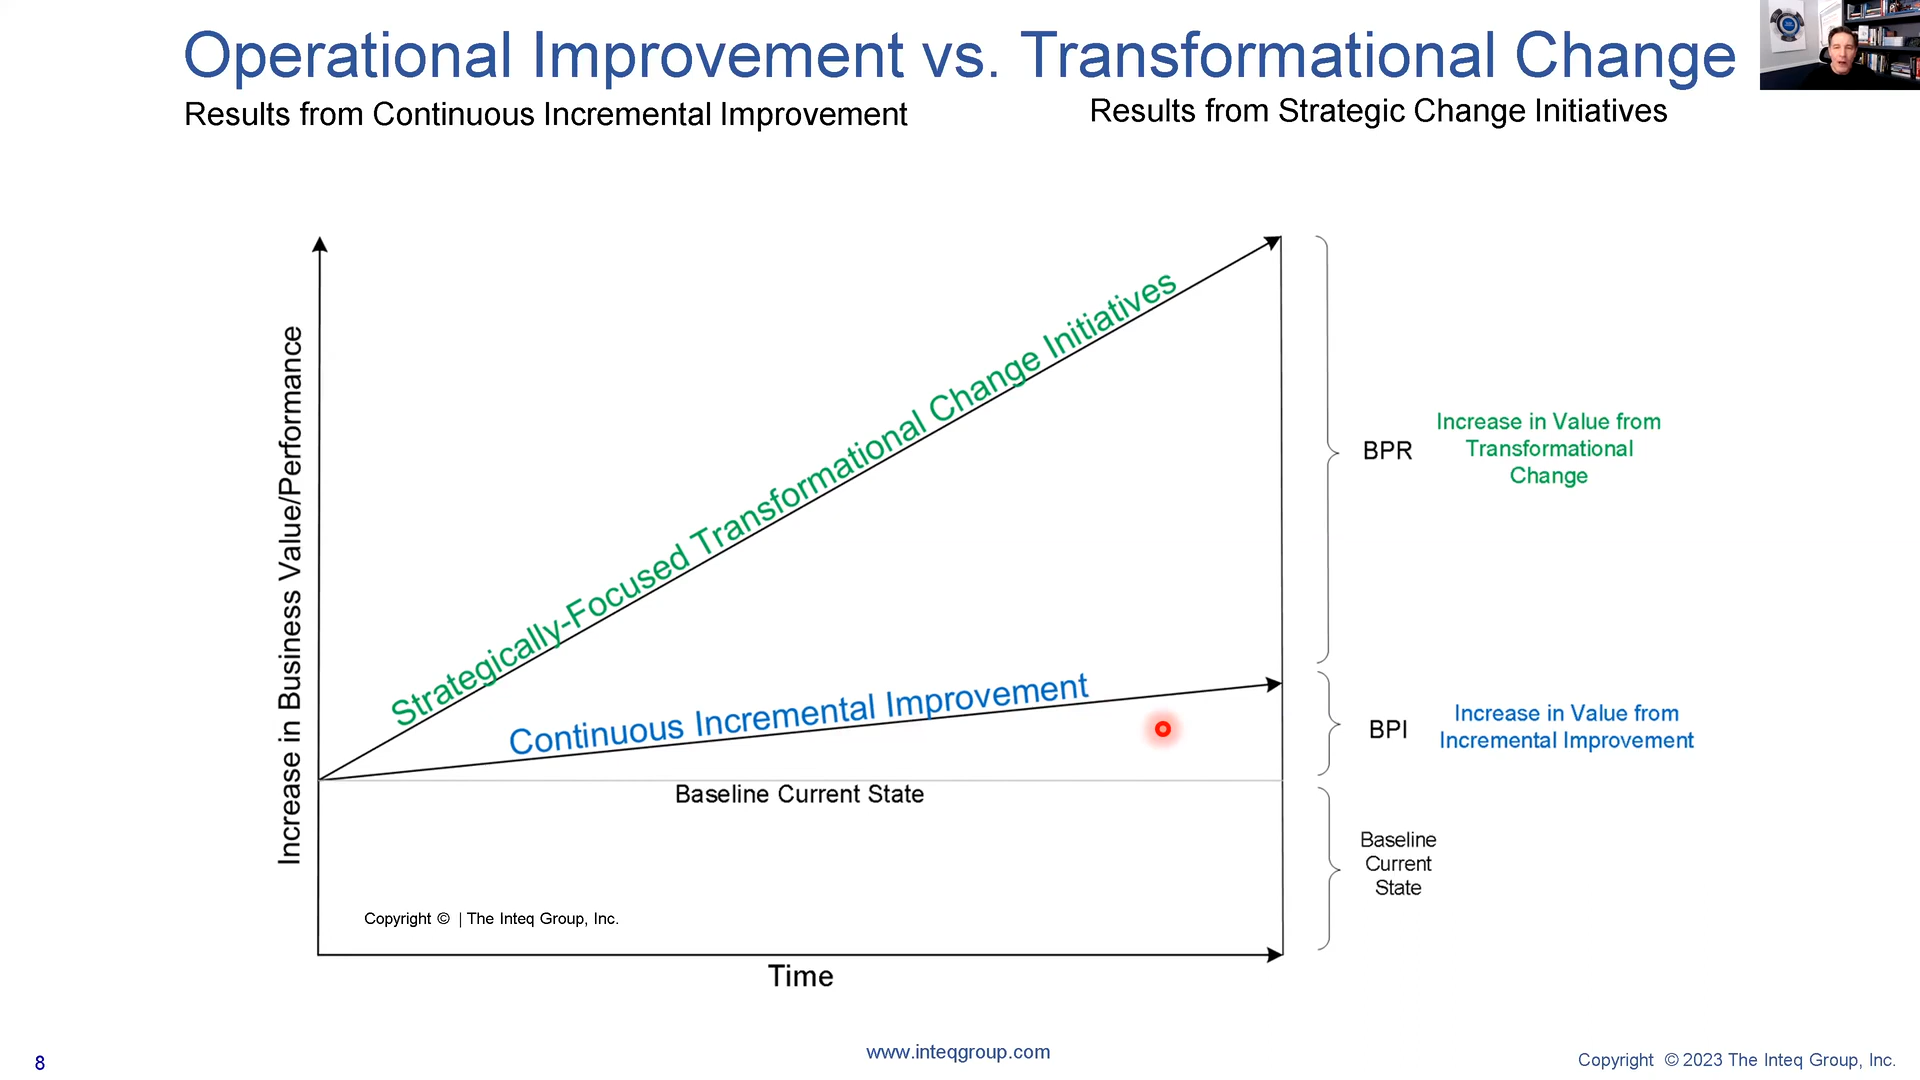 Operational Improvement vs. Transformational Change
Results from Continuous Incremental Improvement
Results from Strategic Change Initiatives
Increase in Business Value/Performance
Strategically-Focused Transformational Change Initiatives
Continuous Incremental Improvement
Baseline Current State
BPR
Increase in Value from
Transformational
Change
BPI
Increase in Value from
Incremental Improvement
Baseline
Current
State
Copyright © | The Inteq Group, Inc.
Time
8
www.inteqgroup.com
Copyright © 2023 The Inteq Group, Inc.